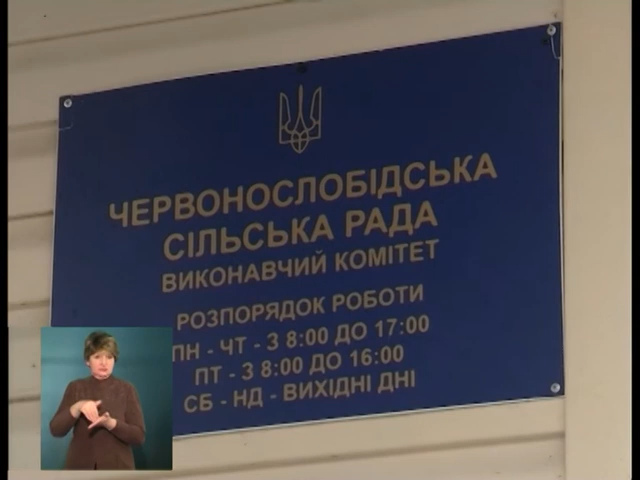 ЧЕРВОНОСЛОБІДСЬКА
СІЛЬСЬКА РАДА
ВИКОНАВЧИЙ КОМІТЕТ
РОЗПОРЯДОК РОБОТИ
ПН - ЧТ - З 8:00 ДО 17:00
ПТ - З 8:00 ДО 16:00
СБ - НД - ВИХІДНІ ДНІ